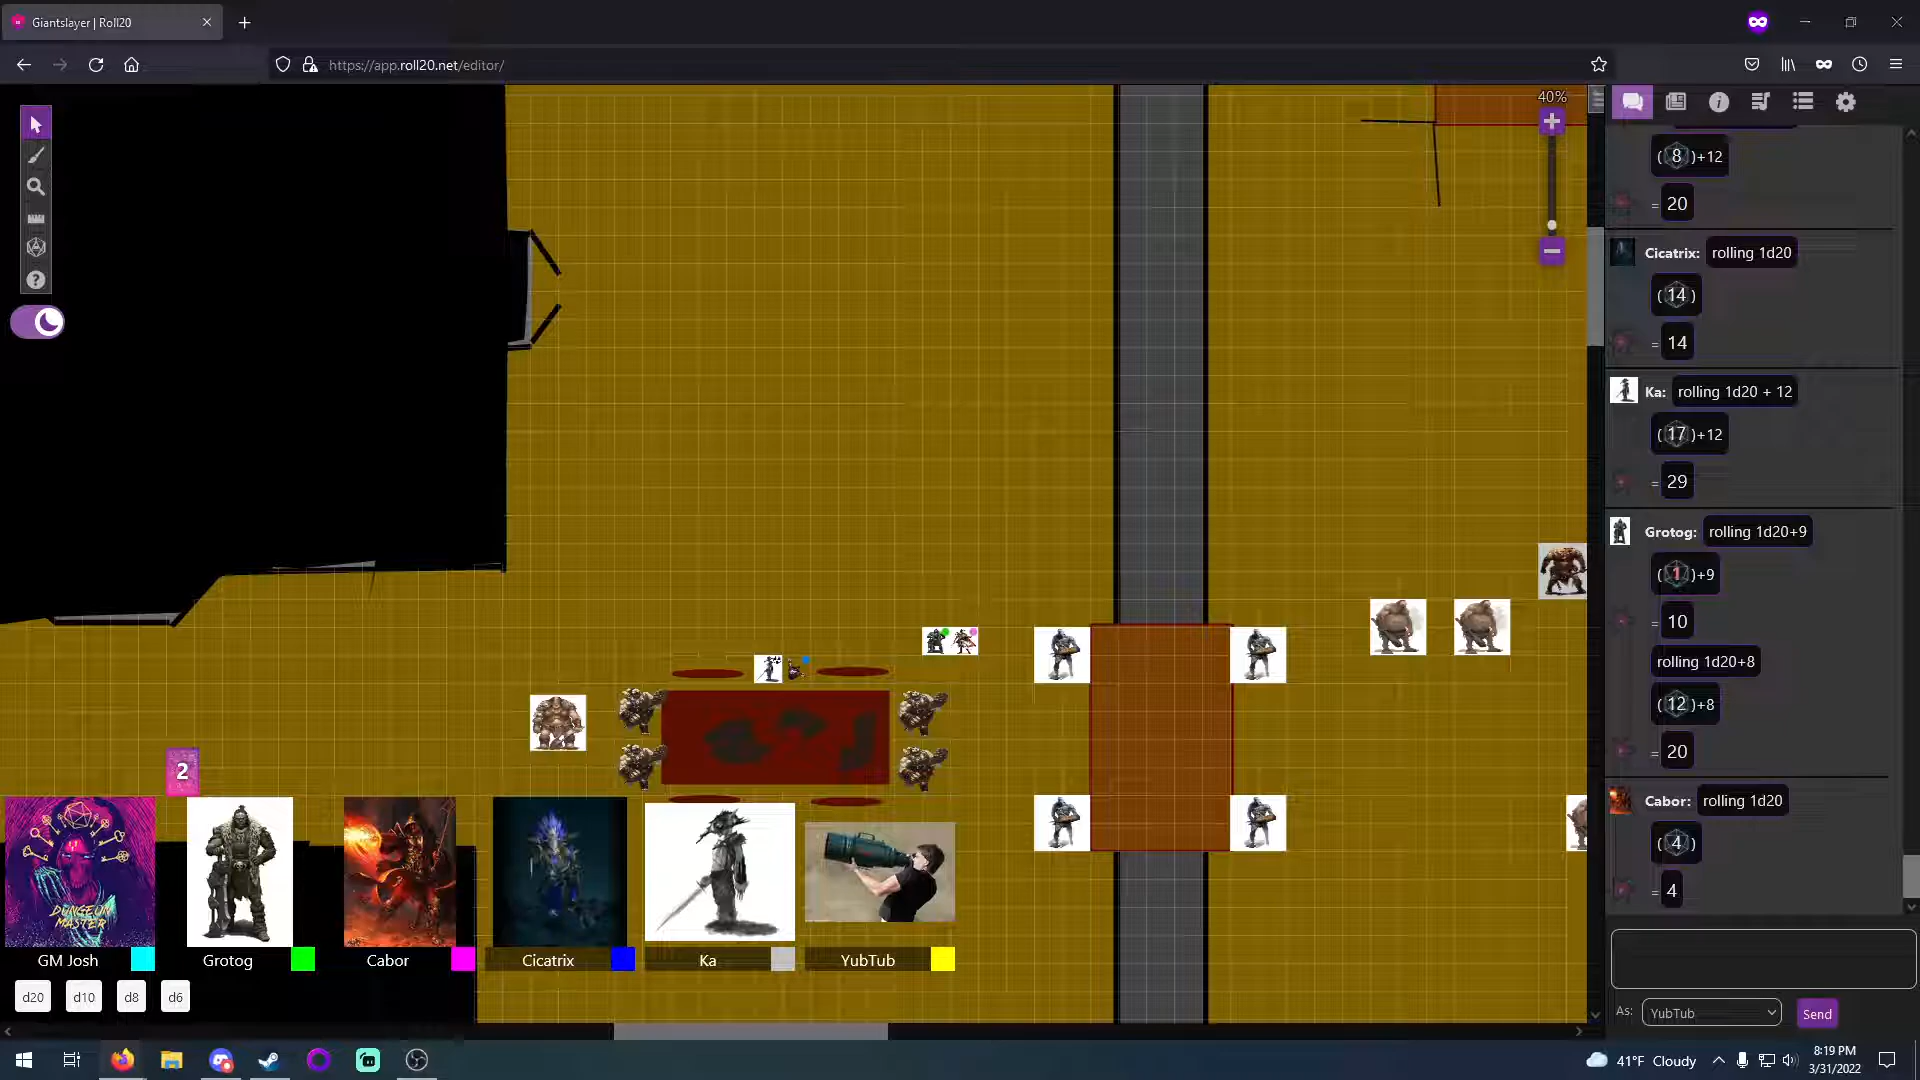 Giantslayer | Roll20
https://app.roll20.net/editor/
40%
(8)+12
= 20
Cicatrix: rolling 1d20
(14)
= 14
Ka: rolling 1d20 + 12
(17)+12
= 29
Grotog: rolling 1d20+9
(1)+9
= 10
rolling 1d20+8
(12)+8
= 20
Cabor: rolling 1d20
(4)
= 4
2
DUNGEON
MASTER
GM Josh
Grotog
Cabor
Cicatrix
Ka
YubTub
d20
d10
d8
d6
As: YubTub
Send
41°F Cloudy
8:19 PM
3/31/2022